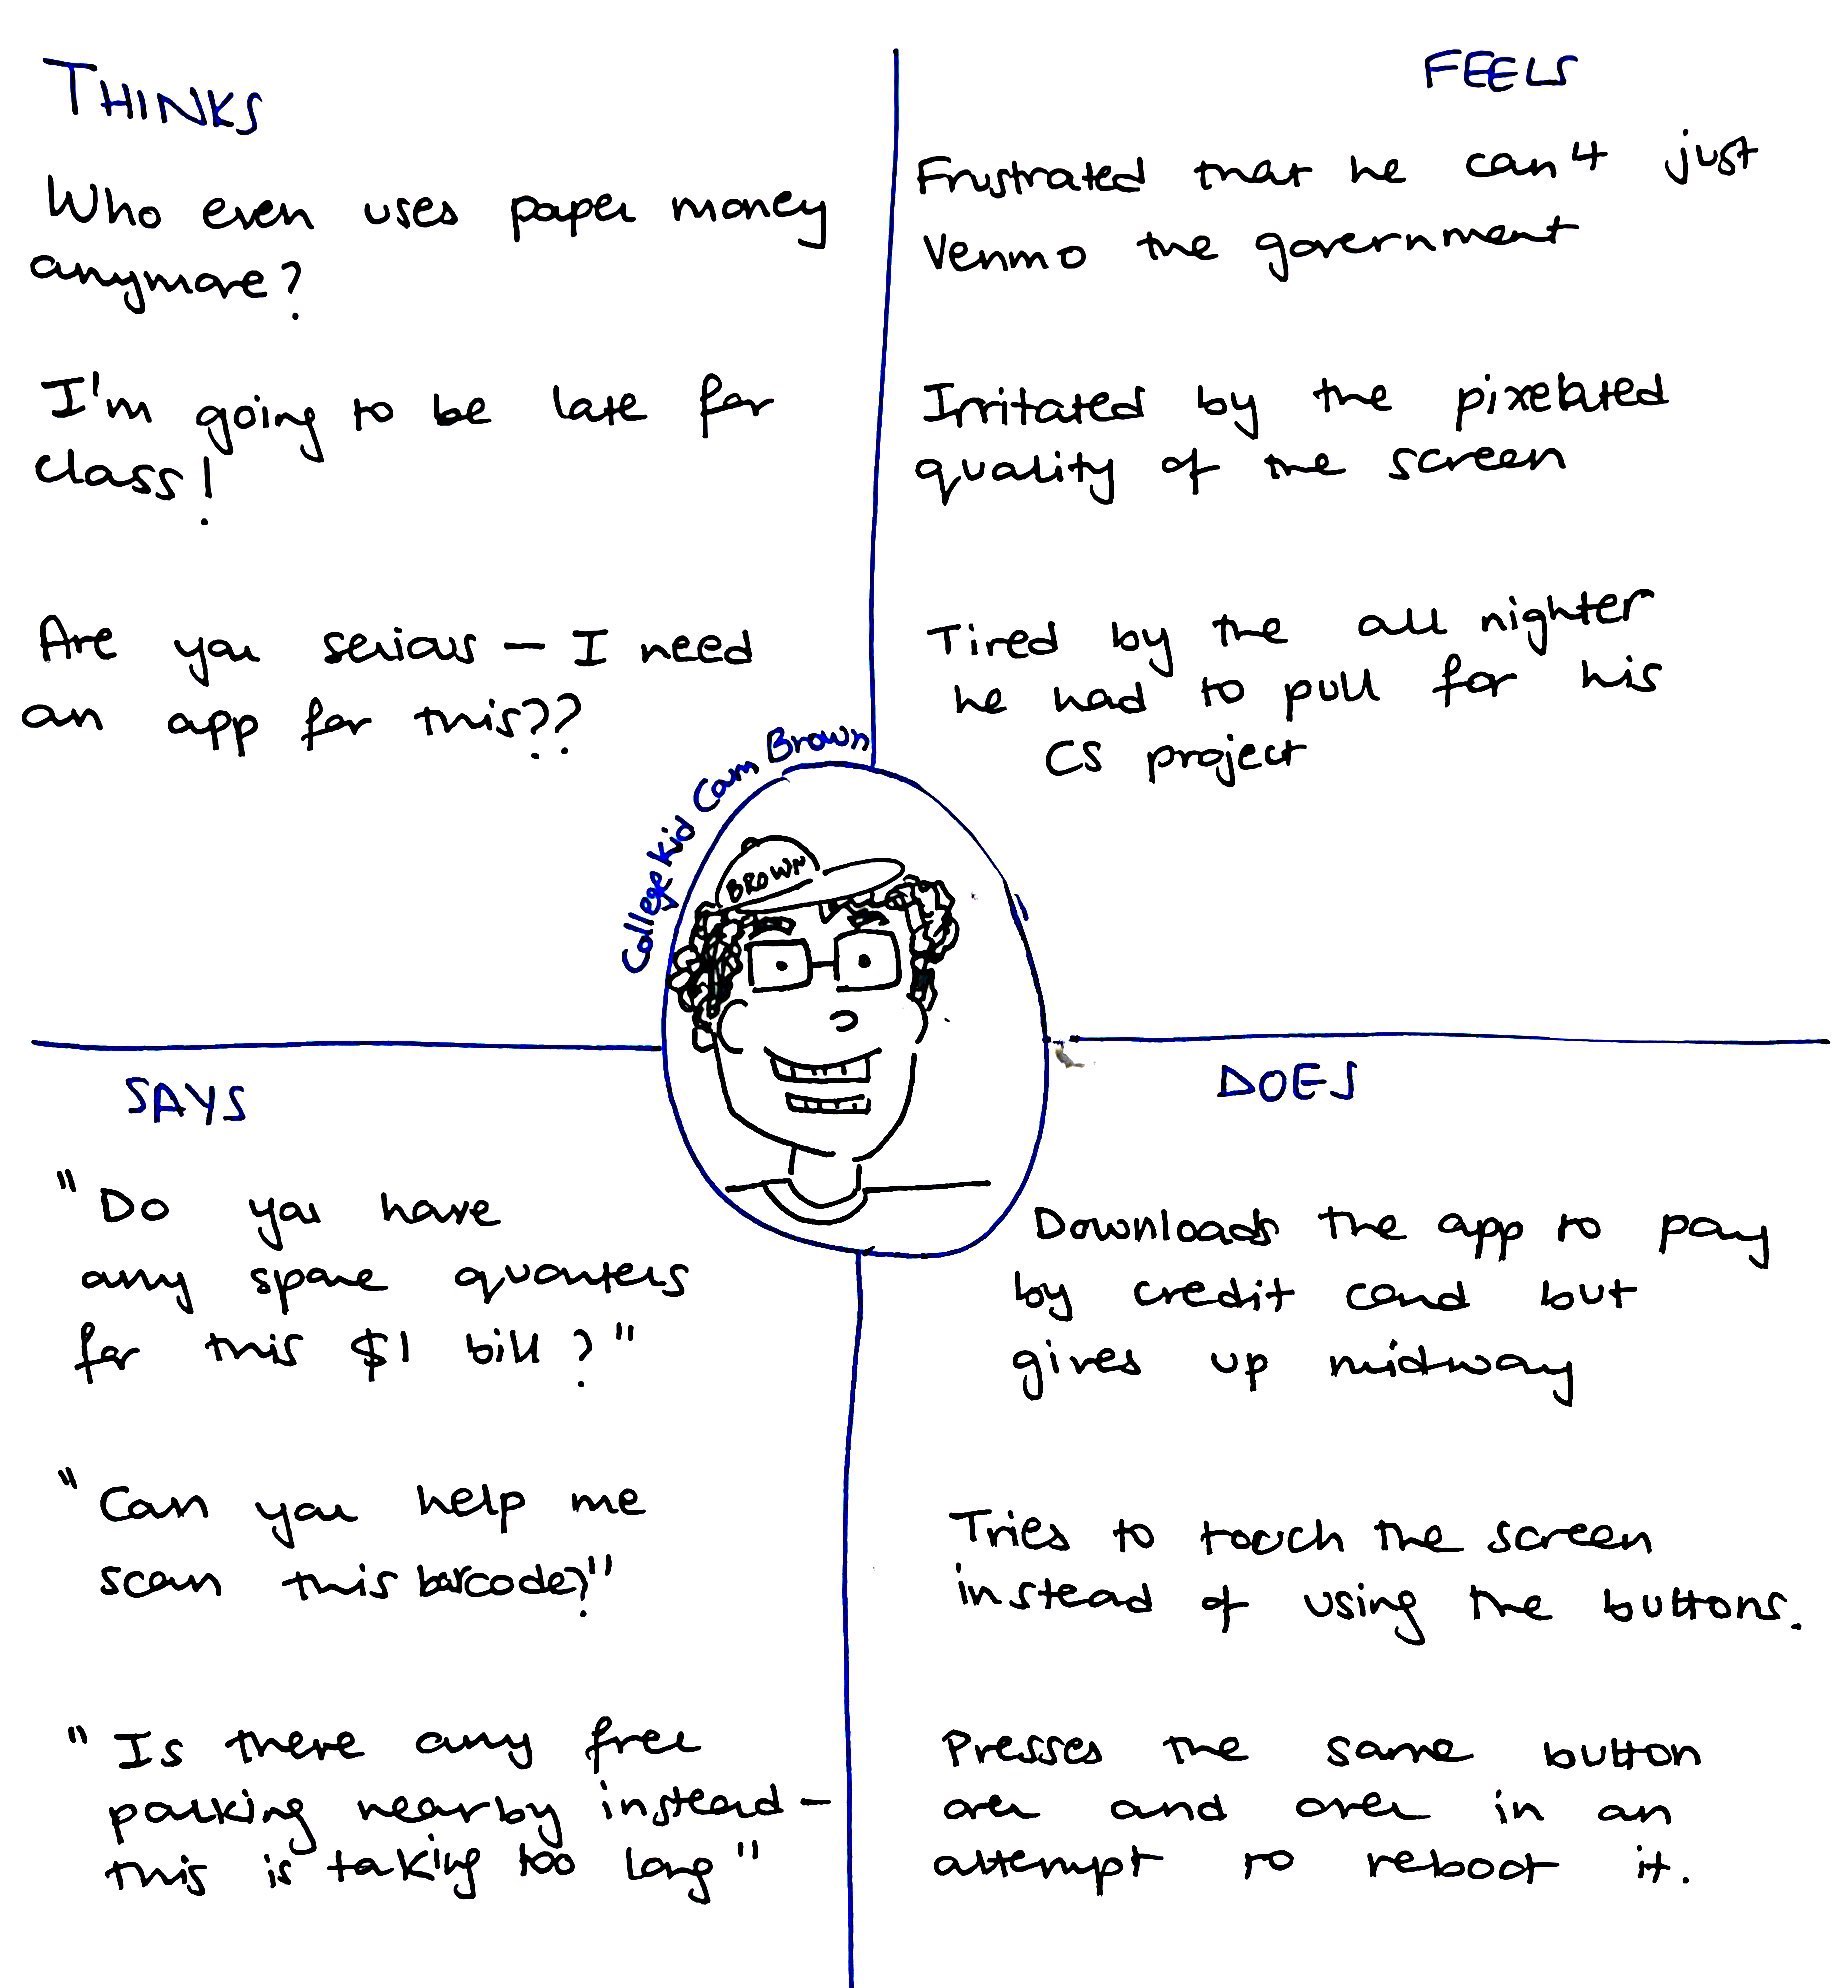 THINKS
Who even uses paper money
anymore?
I'm going to be late for
class!
Are you serious — I need
an app for this??
FEELS
Frustrated that he can't just
Venmo the government
Irritated by the pixelated
quality of the screen
Tired by the all nighter
he had to pull for his
CS project
College Kid Cam Brown
BROWN
SAYS
"Do you have
any spare quarters
for this $1 bill?"
"Can you help me
scan this barcode?"
"Is there any free
parking nearby instead –
this is taking too long"
DOES
Downloads the app to pay
by credit card but
gives up midway
Tries to touch the screen
instead of using the buttons.
Presses the same button
over and over in an
attempt to reboot it.